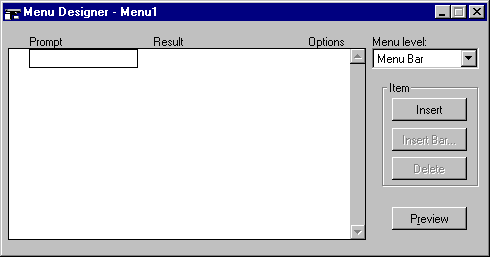 Menu Designer - Menu1
Prompt Result Options Menu level:
Menu Bar
Item
Insert
Insert Bar...
Delete
Preview